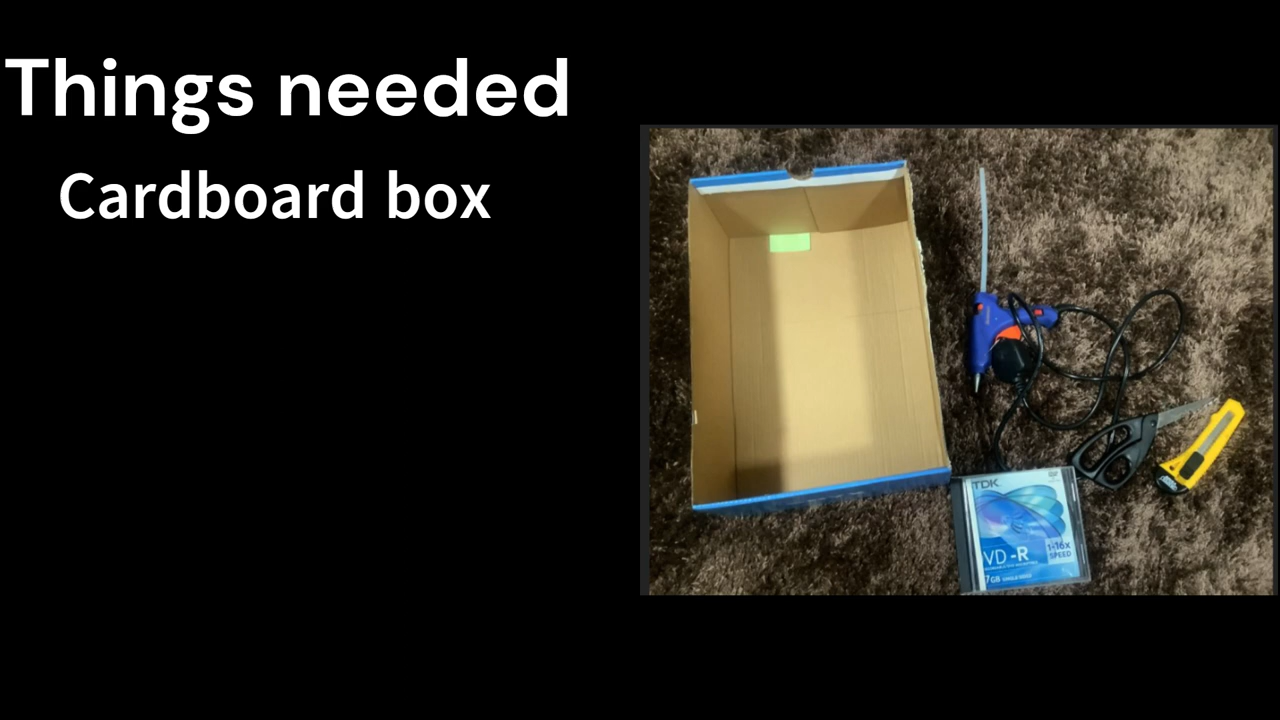 Things needed
Cardboard box
TDK
VD-R
1-16x
SPEED
7GB